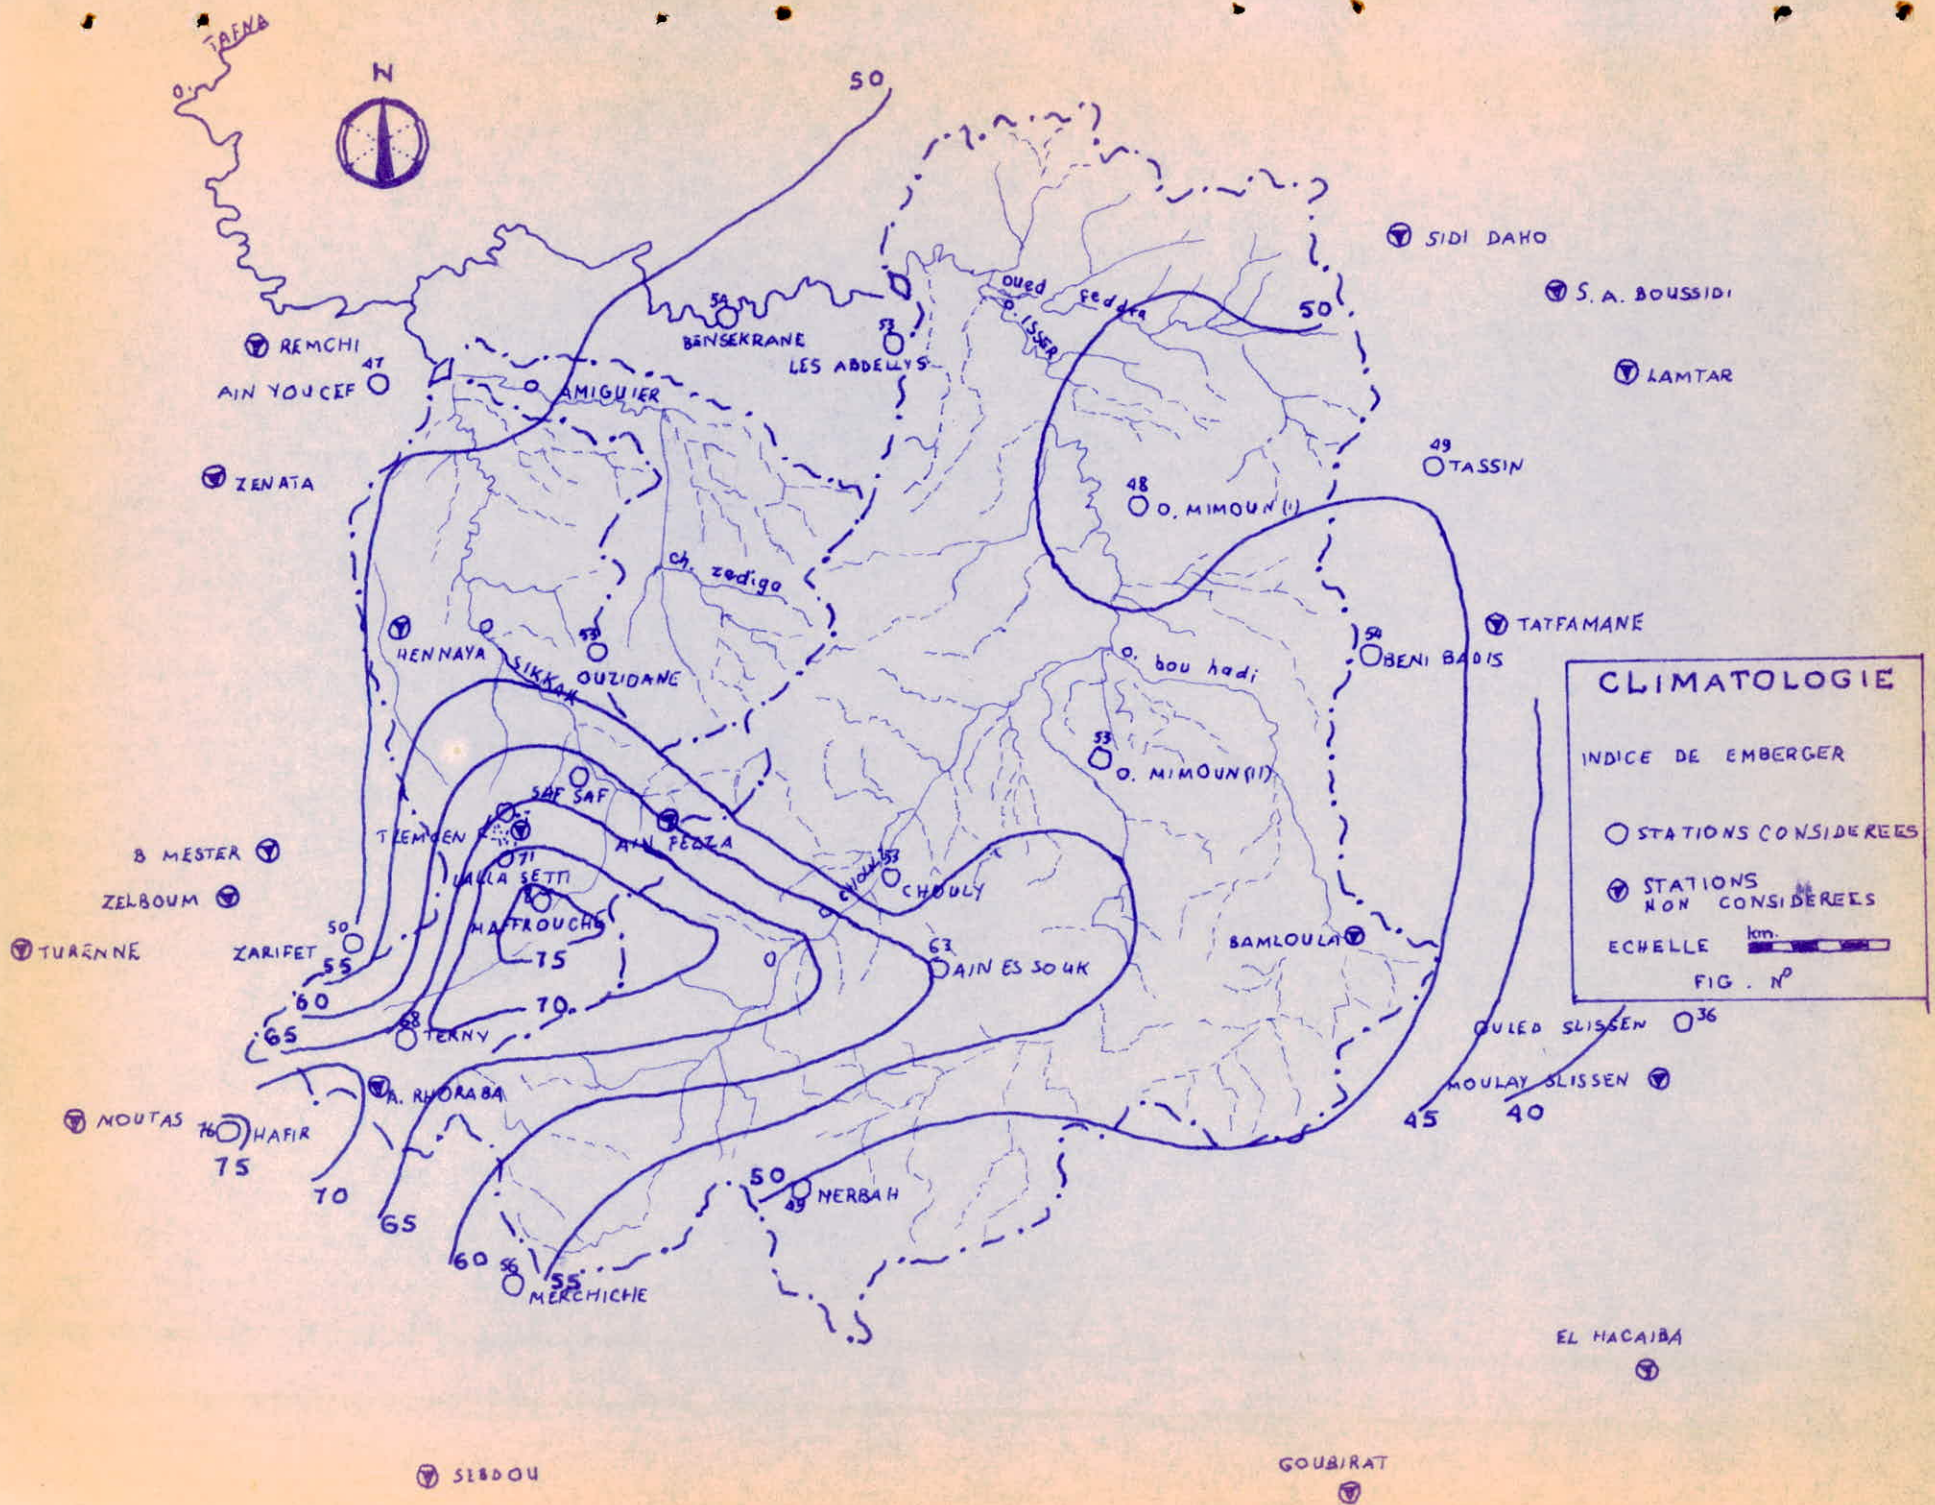 TAFNA
O.
N
50
SIDI DAHO
S. A. BOUSSIDI
oued feddra
50
O. ISSER
54
BENSEKRANE
53
LES ABDELLYS
REMCHI
47
AIN YOUCEF
AMIGUIER
LAMTAR
49
TASSIN
ZENATA
48
O. MIMOUN (I)
Ch. zediga
HENNAYA
SIKKAK
OUZIDANE
TATFAMANE
54
BENI BADIS
O. bou hadi
53
O. MIMOUN (II)
CLIMATOLOGIE
INDICE DE EMBERGER
STATIONS CONSIDEREES
STATIONS
NON CONSIDEREES
ECHELLE km.
FIG. Nº
SAF SAF
TLEMCEN
AIN FEZZA
71
LALLA SETTI
B MESTER
ZELBOUM
TURENNE
MAFFROUCHE
CHOULY
53
CHOULY
50
ZARIFET
55
75
63
AIN ES SOUK
BAMLOULA
60
70
65
68
TERNY
OULED SLISSEN
36
MOULAY SLISSEN
45
40
A. RHORABA
NOUTAS
76
HAFIR
75
70
65
60
50
49
MERBAH
56
55
MERCHICHE
EL HACAIBA
SEBDOU
GOUBIRAT